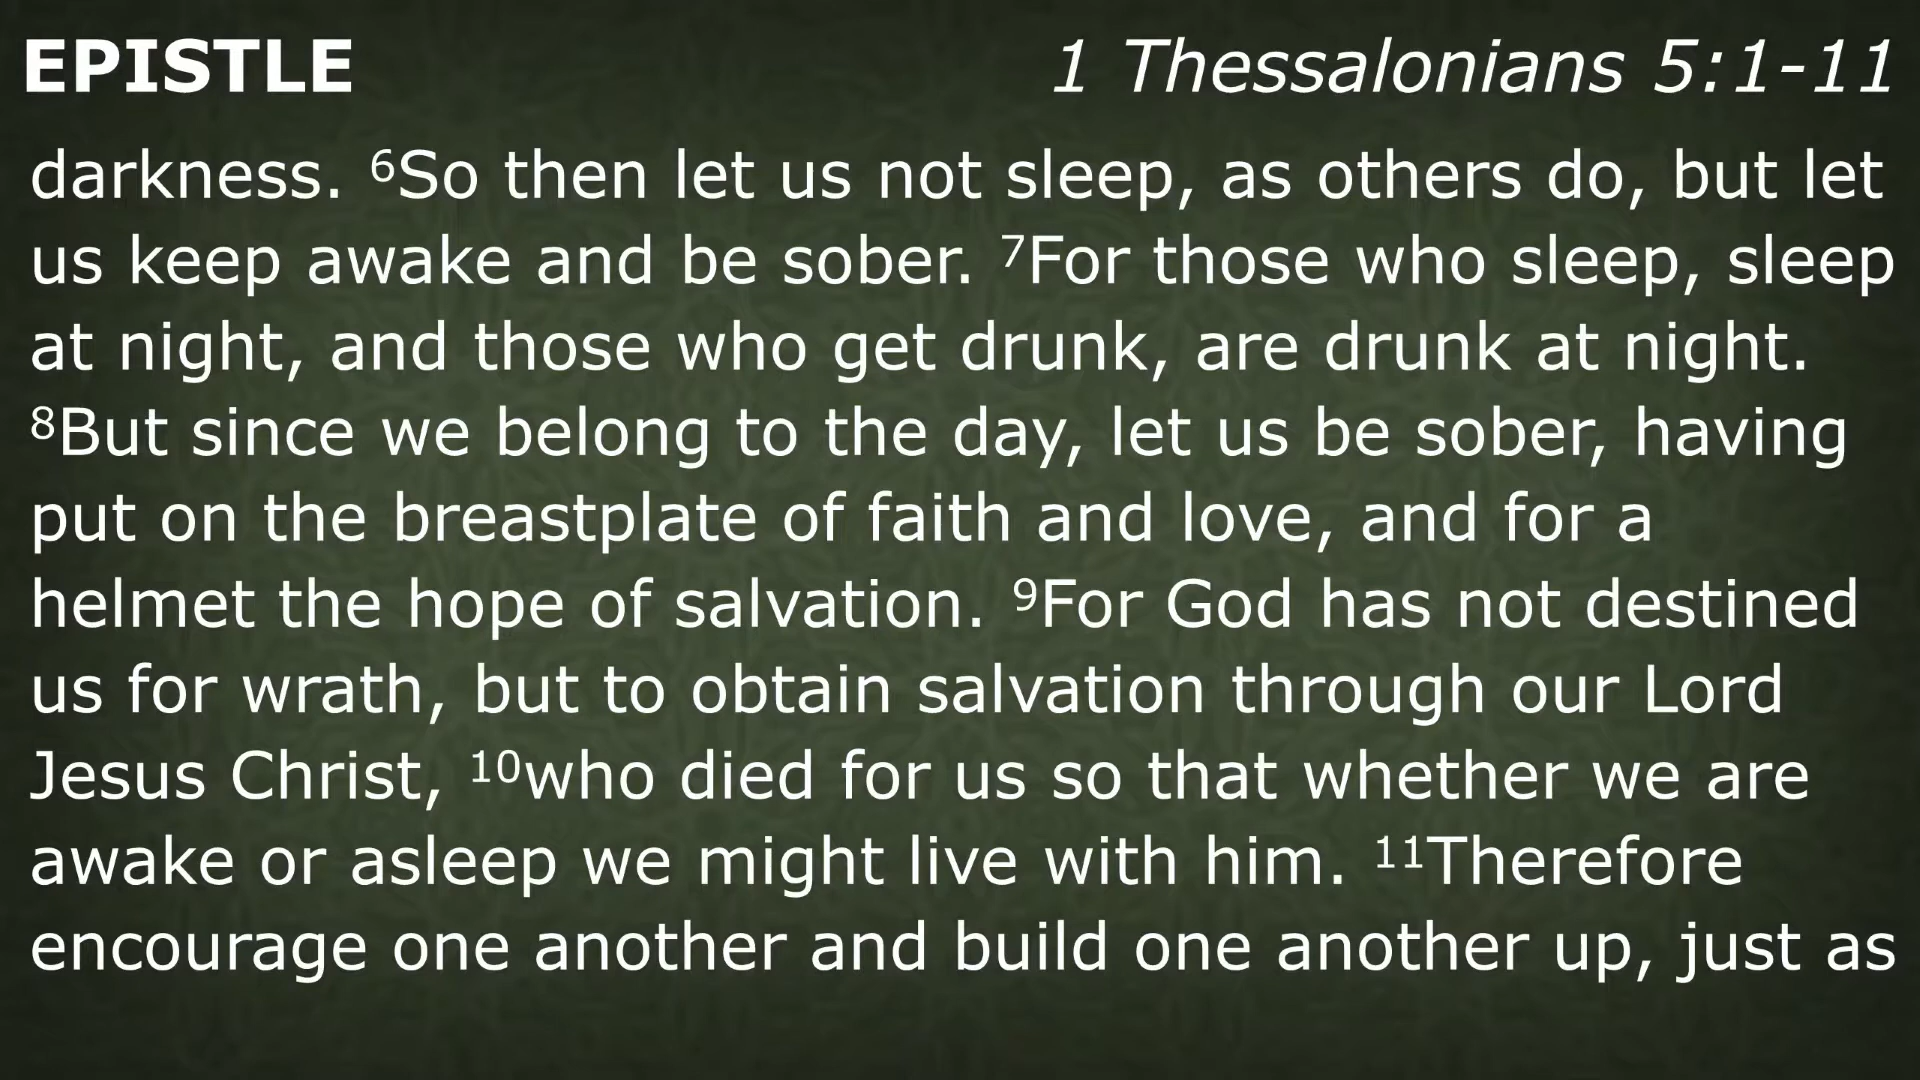 EPISTLE 1 Thessalonians 5:1-11
darkness. ⁶So then let us not sleep, as others do, but let
us keep awake and be sober. ⁷For those who sleep, sleep
at night, and those who get drunk, are drunk at night.
⁸But since we belong to the day, let us be sober, having
put on the breastplate of faith and love, and for a
helmet the hope of salvation. ⁹For God has not destined
us for wrath, but to obtain salvation through our Lord
Jesus Christ, ¹⁰who died for us so that whether we are
awake or asleep we might live with him. ¹¹Therefore
encourage one another and build one another up, just as